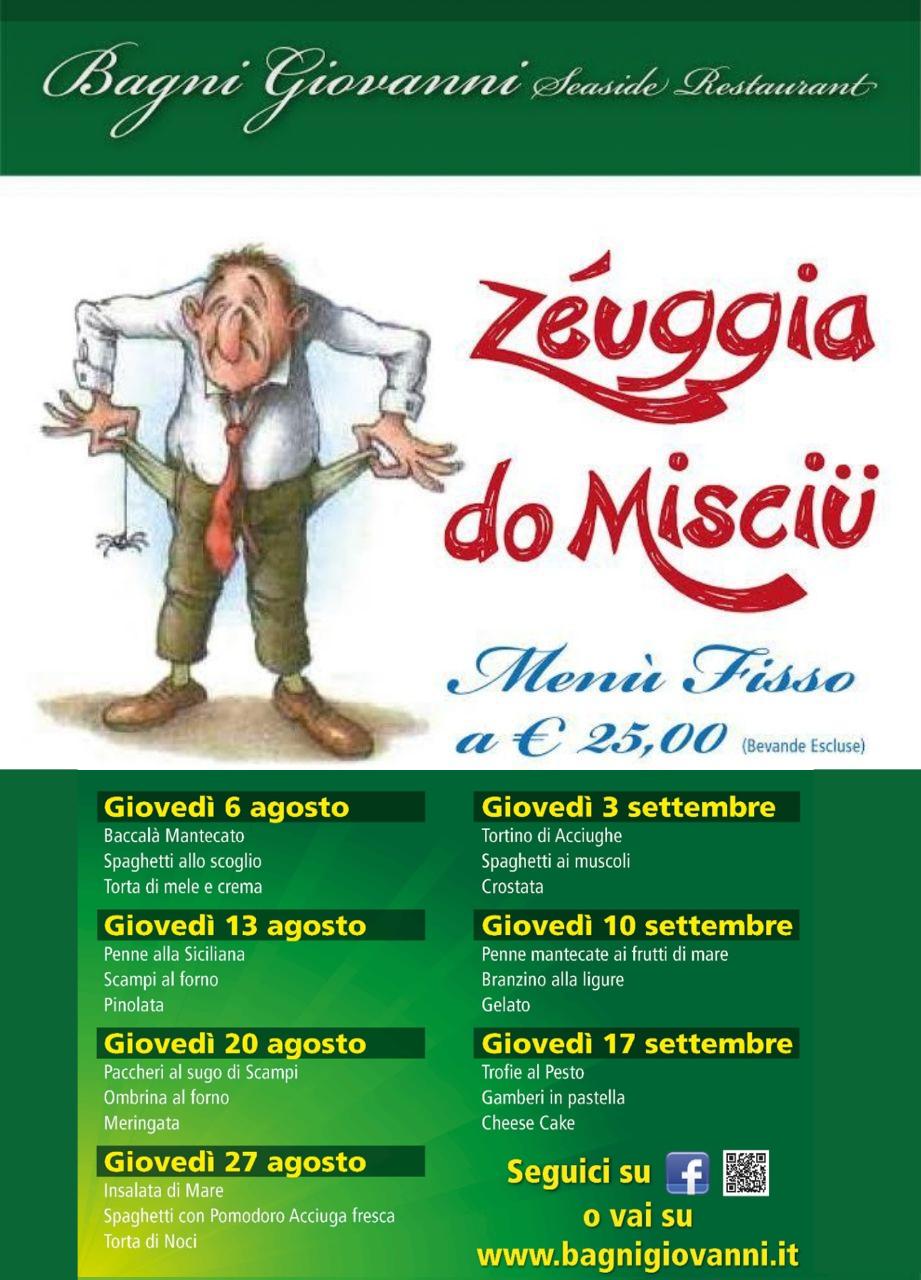 Bagni Giovanni Seaside Restaurant
Zéuggia
do Misciü
Menù Fisso
a € 25,00 (Bevande Escluse)
Giovedì 6 agosto
Baccalà Mantecato
Spaghetti allo scoglio
Torta di mele e crema
Giovedì 13 agosto
Penne alla Siciliana
Scampi al forno
Pinolata
Giovedì 20 agosto
Paccheri al sugo di Scampi
Ombrina al forno
Meringata
Giovedì 27 agosto
Insalata di Mare
Spaghetti con Pomodoro Acciuga fresca
Torta di Noci
Giovedì 3 settembre
Tortino di Acciughe
Spaghetti ai muscoli
Crostata
Giovedì 10 settembre
Penne mantecate ai frutti di mare
Branzino alla ligure
Gelato
Giovedì 17 settembre
Trofie al Pesto
Gamberi in pastella
Cheese Cake
Seguici su f
o vai su
www.bagnigiovanni.it